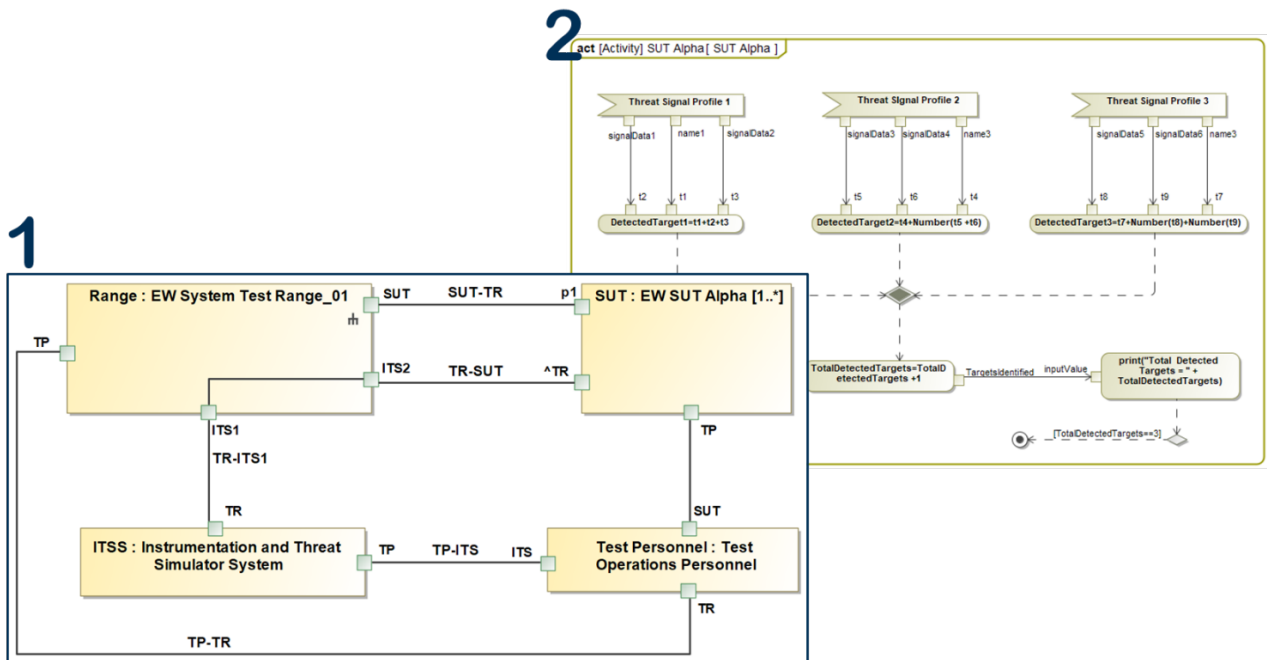 2
act [Activity] SUT Alpha[ SUT Alpha ]
Threat Signal Profile 1
Threat SIgnal Profile 2
Threat Signal Profile 3
signalData1
name1
signalData2
signalData3
signalData4
name3
signalData5
signalData6
name3
t2
t1
t3
t5
t6
t4
t8
t9
t7
DetectedTarget1=t1+t2+t3
DetectedTarget2=t4+Number(t5 +t6)
DetectedTarget3=t7+Number(t8)+Number(t9)
TotalDetectedTargets=TotalD
etectedTargets +1
TargetsIdentified
inputValue
print("Total Detected
Targets = " +
TotalDetectedTargets)
[TotalDetectedTargets==3]
1
Range : EW System Test Range_01
SUT
SUT-TR
p1
SUT : EW SUT Alpha [1..*]
TP
ITS2
TR-SUT
^TR
ITS1
TR-ITS1
TP
TR
SUT
ITSS : Instrumentation and Threat
Simulator System
TP
TP-ITS
ITS
Test Personnel : Test
Operations Personnel
TR
TP-TR